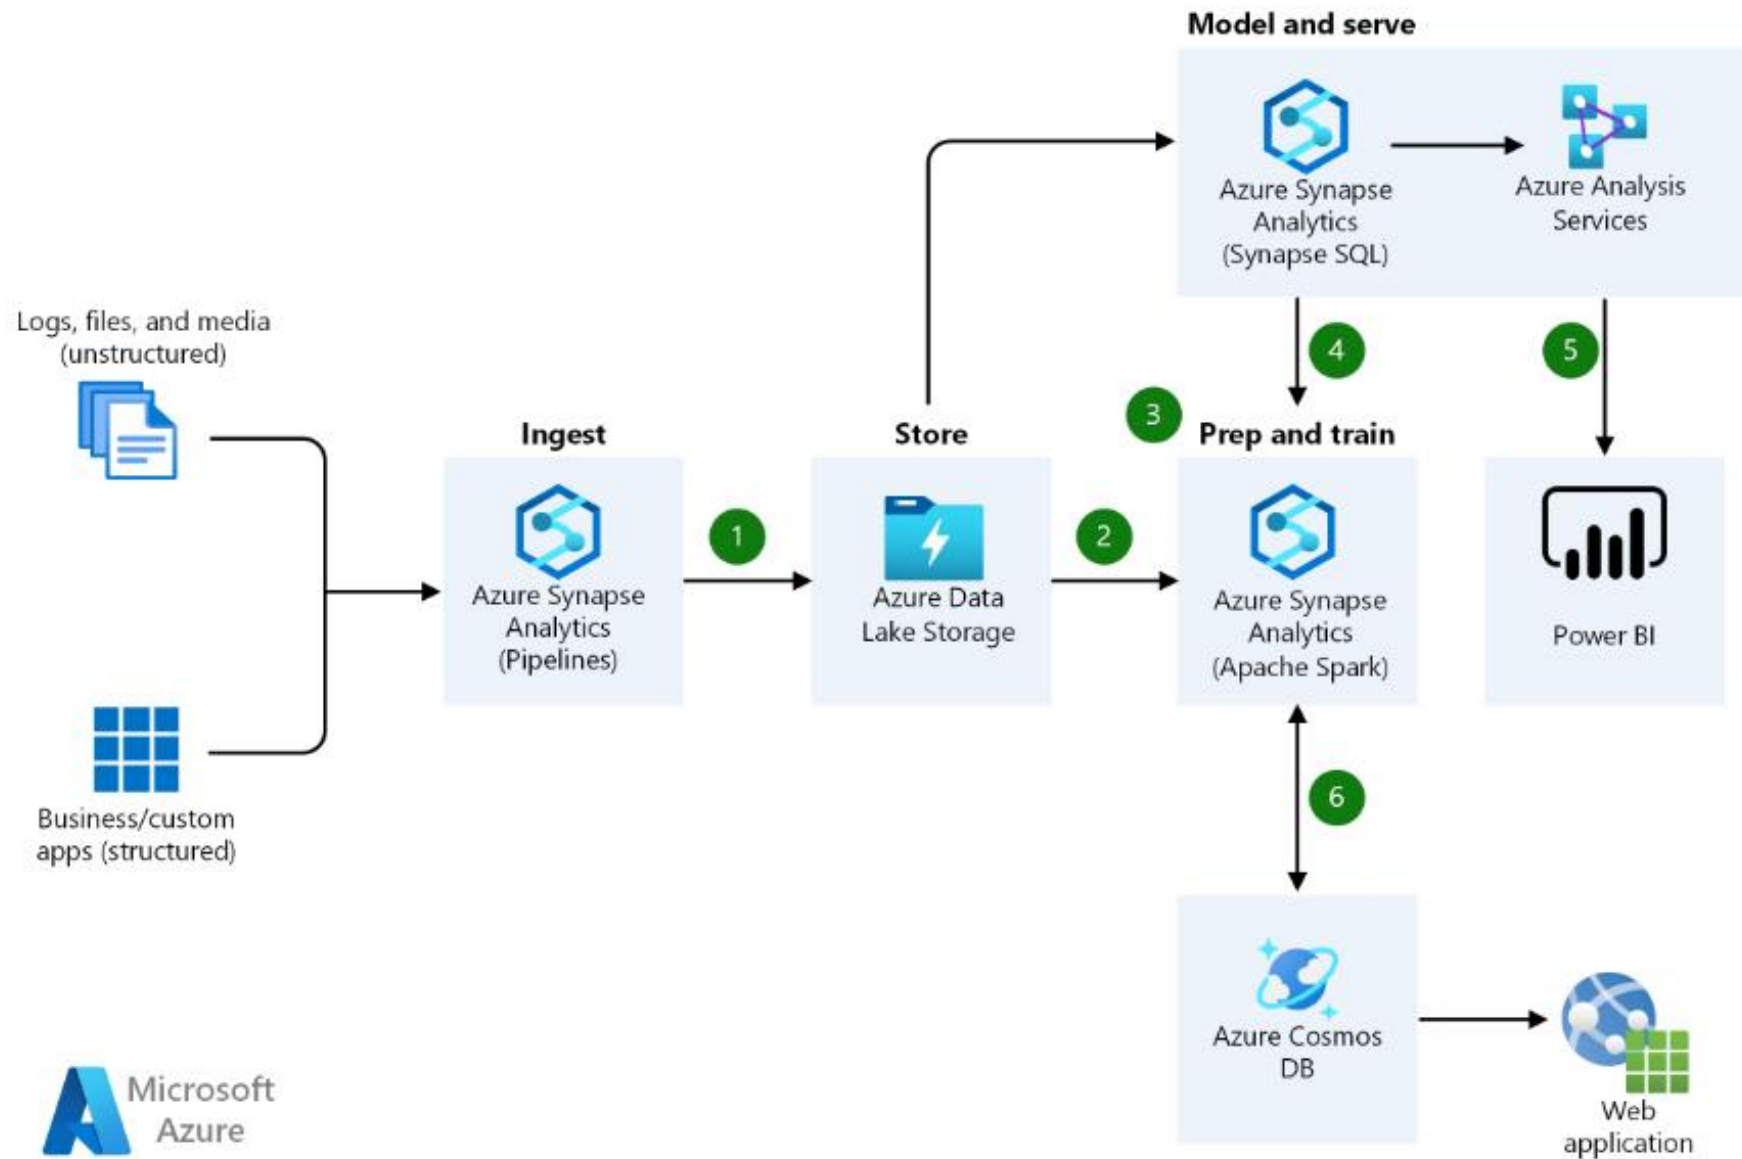 Model and serve
Azure Synapse
Analytics
(Synapse SQL)
Azure Analysis
Services
Logs, files, and media
(unstructured)
4
5
3
Ingest
Store
Prep and train
1
2
Azure Synapse
Analytics
(Pipelines)
Azure Data
Lake Storage
Azure Synapse
Analytics
(Apache Spark)
Power BI
6
Business/custom
apps (structured)
Azure Cosmos
DB
Web
application
Microsoft
Azure